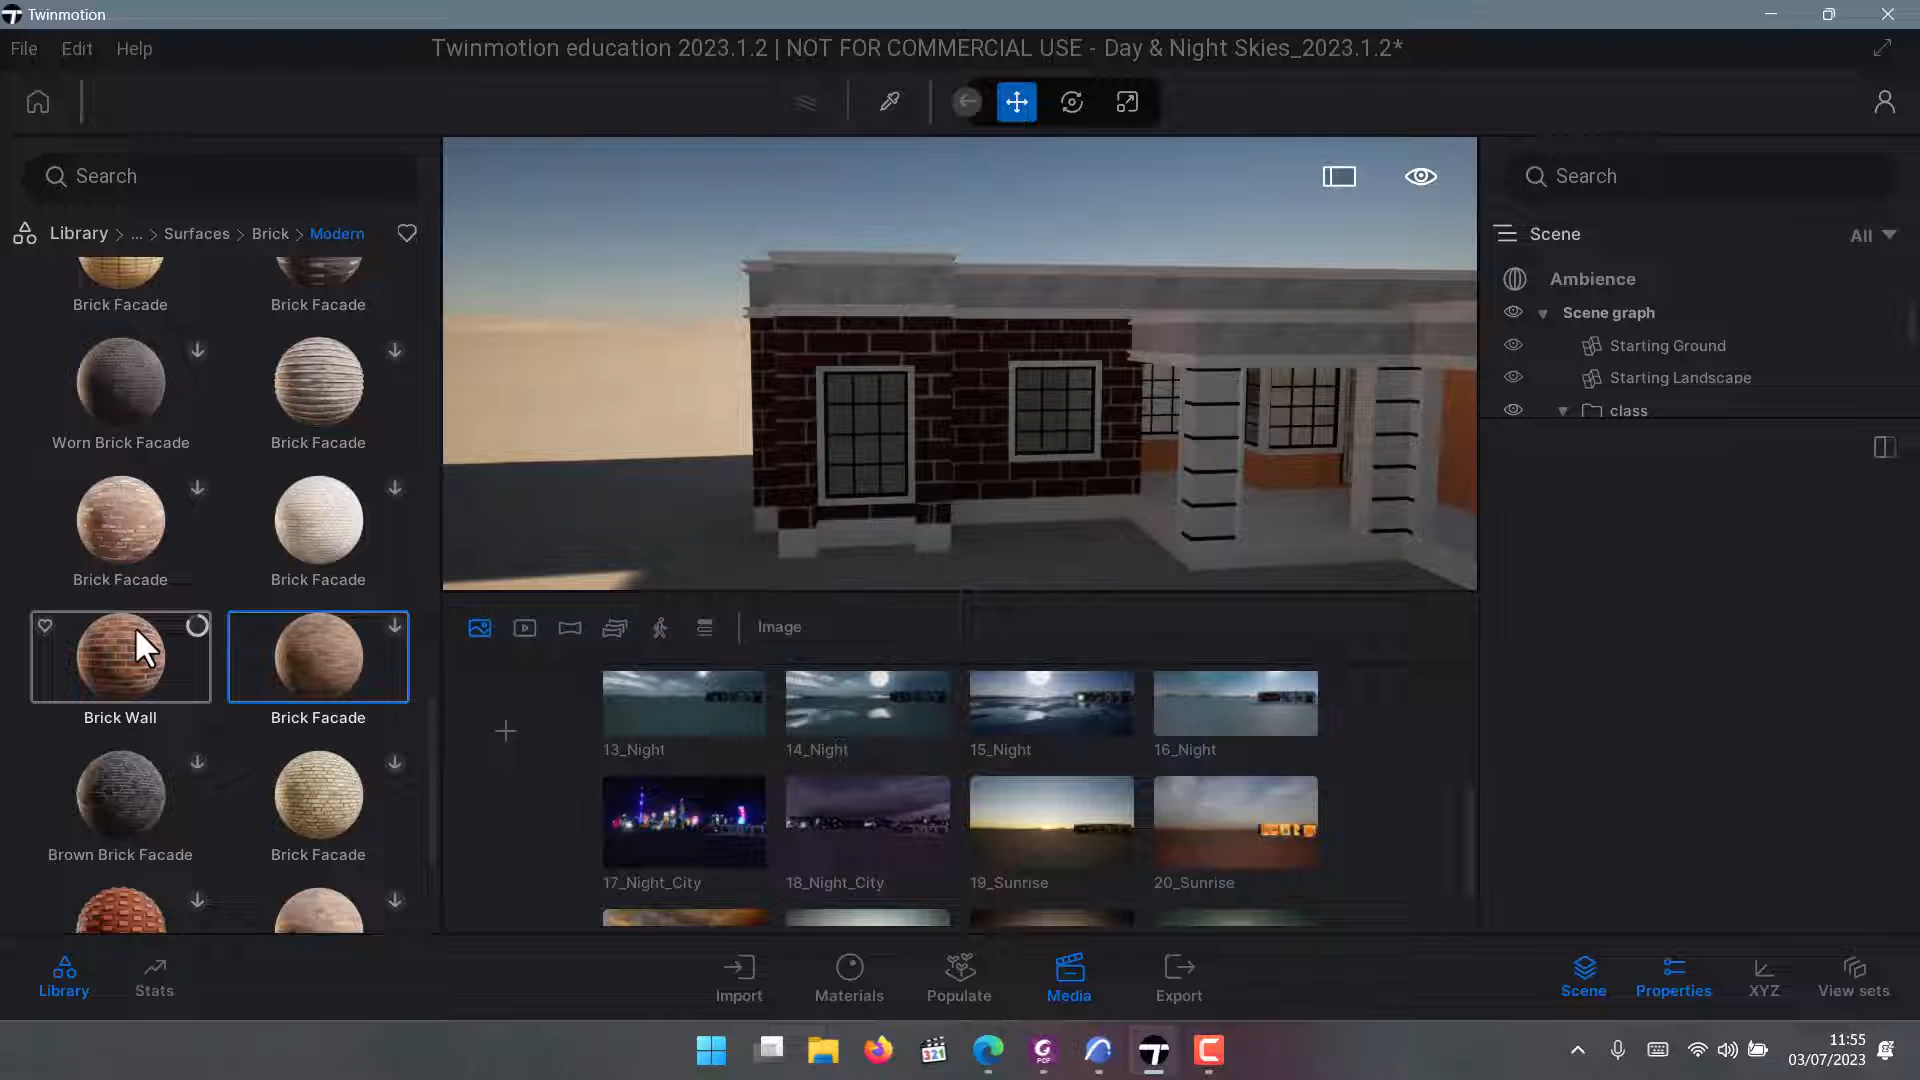 Twinmotion
File Edit Help
Twinmotion education 2023.1.2 | NOT FOR COMMERCIAL USE - Day & Night Skies_2023.1.2*
Search
Library > ... > Surfaces > Brick > Modern
Brick Facade Brick Facade
Worn Brick Facade Brick Facade
Brick Facade Brick Facade
Brick Wall Brick Facade
Brown Brick Facade Brick Facade
Image
13_Night 14_Night 15_Night 16_Night
17_Night_City 18_Night_City 19_Sunrise 20_Sunrise
Search
Scene All
Ambience
Scene graph
Starting Ground
Starting Landscape
class
Library Stats Import Materials Populate Media Export Scene Properties XYZ View sets
321
PDF
11:55
03/07/2023